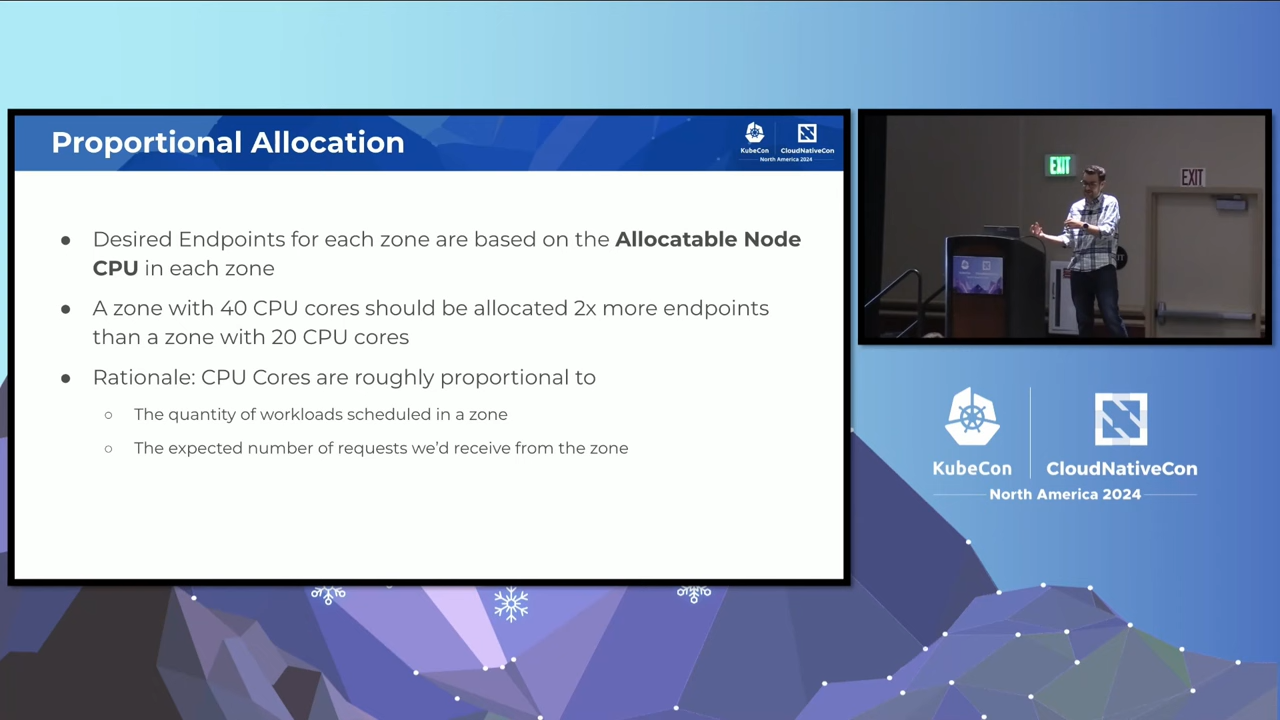 Proportional Allocation
KubeCon
CloudNativeCon
North America 2024
● Desired Endpoints for each zone are based on the Allocatable Node
CPU in each zone
● A zone with 40 CPU cores should be allocated 2x more endpoints
than a zone with 20 CPU cores
● Rationale: CPU Cores are roughly proportional to
○ The quantity of workloads scheduled in a zone
○ The expected number of requests we'd receive from the zone
EXIT
EXIT
KubeCon
CloudNativeCon
North America 2024